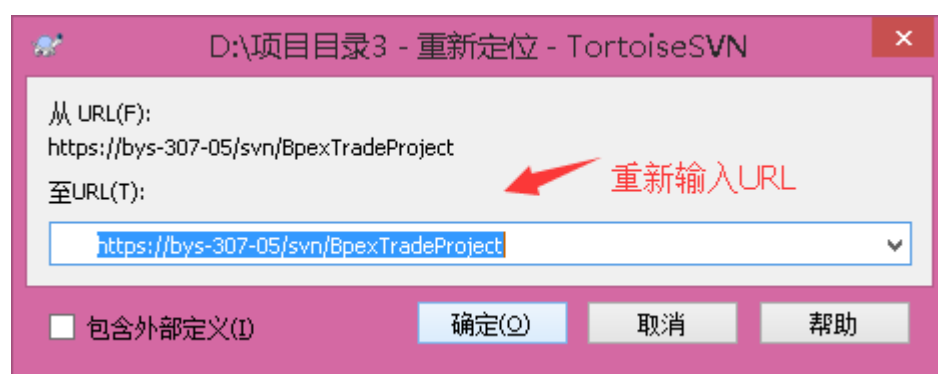 D:\项目目录3 - 重新定位 - TortoiseSVN
从 URL(F):
https://bys-307-05/svn/BpexTradeProject
重新输入URL
至URL(T):
https://bys-307-05/svn/BpexTradeProject
包含外部定义(I)
确定(O)
取消
帮助